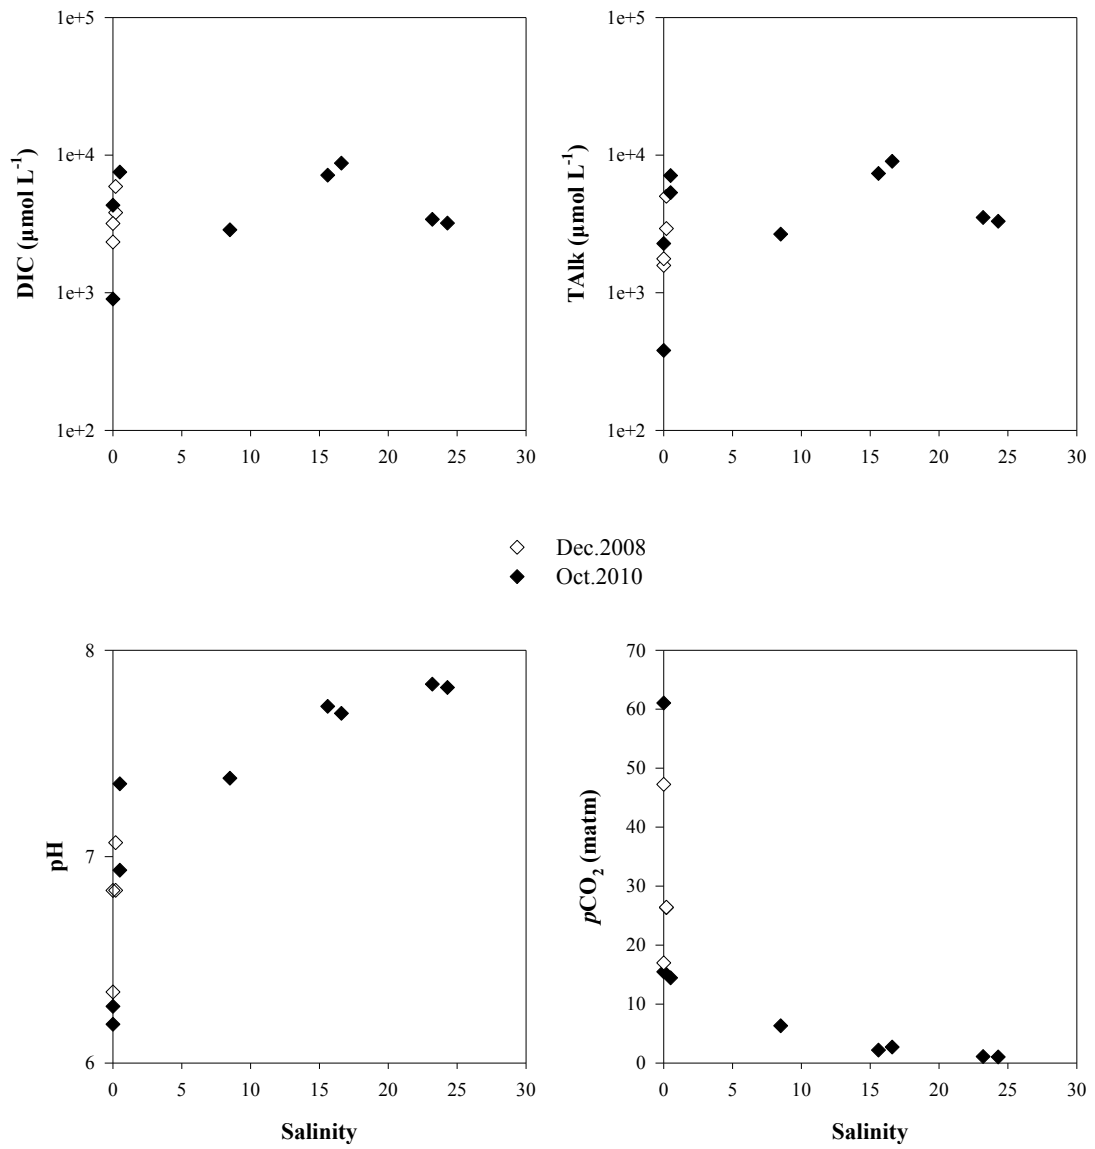 1e+5
1e+4
1e+3
1e+2
DIC (µmol L-1)
0 5 10 15 20 25 30
1e+5
1e+4
1e+3
1e+2
TAlk (µmol L-1)
0 5 10 15 20 25 30
Dec.2008
Oct.2010
8
7
6
pH
0 5 10 15 20 25 30
Salinity
70
60
50
40
30
20
10
0
pCO2 (matm)
0 5 10 15 20 25 30
Salinity